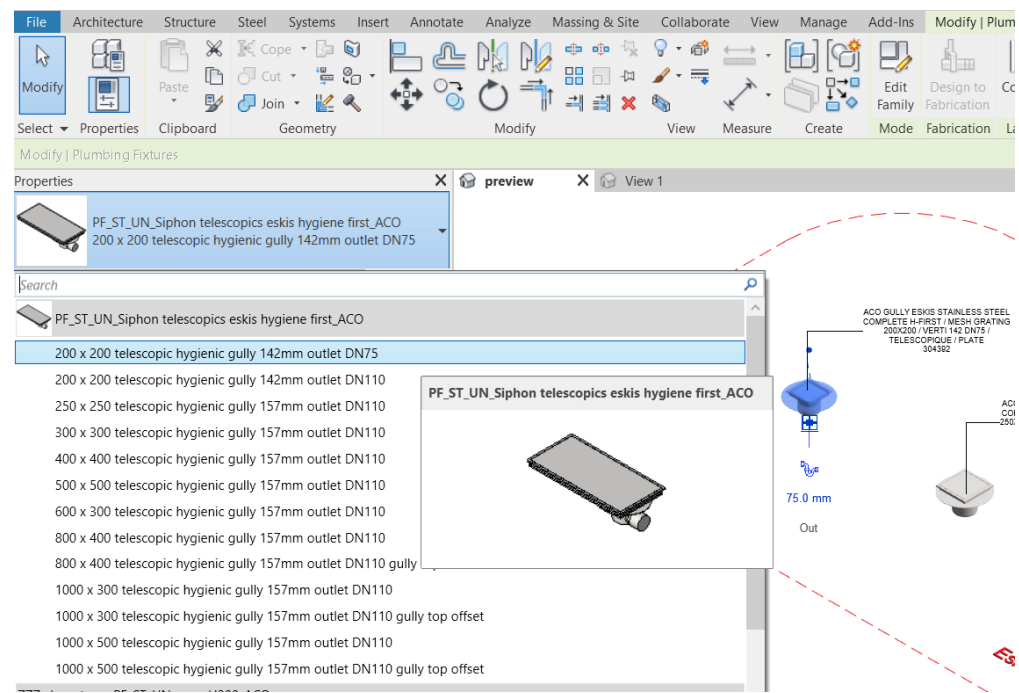 File Architecture Structure Steel Systems Insert Annotate Analyze Massing & Site Collaborate View Manage Add-Ins Modify | Plum
Modify
Cope
Cut
Join
Paste
Edit
Family
Design to
Fabrication
Select Properties Clipboard Geometry Modify View Measure Create Mode Fabrication
Modify | Plumbing Fixtures
Properties
preview
View 1
PF_ST_UN_Siphon telescopics eskis hygiene first_ACO
200 x 200 telescopic hygienic gully 142mm outlet DN75
Search
PF_ST_UN_Siphon telescopics eskis hygiene first_ACO
200 x 200 telescopic hygienic gully 142mm outlet DN75
200 x 200 telescopic hygienic gully 142mm outlet DN110
250 x 250 telescopic hygienic gully 157mm outlet DN110
300 x 300 telescopic hygienic gully 157mm outlet DN110
400 x 400 telescopic hygienic gully 157mm outlet DN110
500 x 500 telescopic hygienic gully 157mm outlet DN110
600 x 300 telescopic hygienic gully 157mm outlet DN110
800 x 400 telescopic hygienic gully 157mm outlet DN110
800 x 400 telescopic hygienic gully 157mm outlet DN110 gully
1000 x 300 telescopic hygienic gully 157mm outlet DN110
1000 x 300 telescopic hygienic gully 157mm outlet DN110 gully top offset
1000 x 500 telescopic hygienic gully 157mm outlet DN110
1000 x 500 telescopic hygienic gully 157mm outlet DN110 gully top offset
PF_ST_UN_Siphon telescopics eskis hygiene first_ACO
ACO GULLY ESKIS STAINLESS STEEL
COMPLETE H-FIRST / MESH GRATING
200X200 / VERTI 142 DN75 /
TELESCOPIQUE / PLATE
304392
75.0 mm
Out